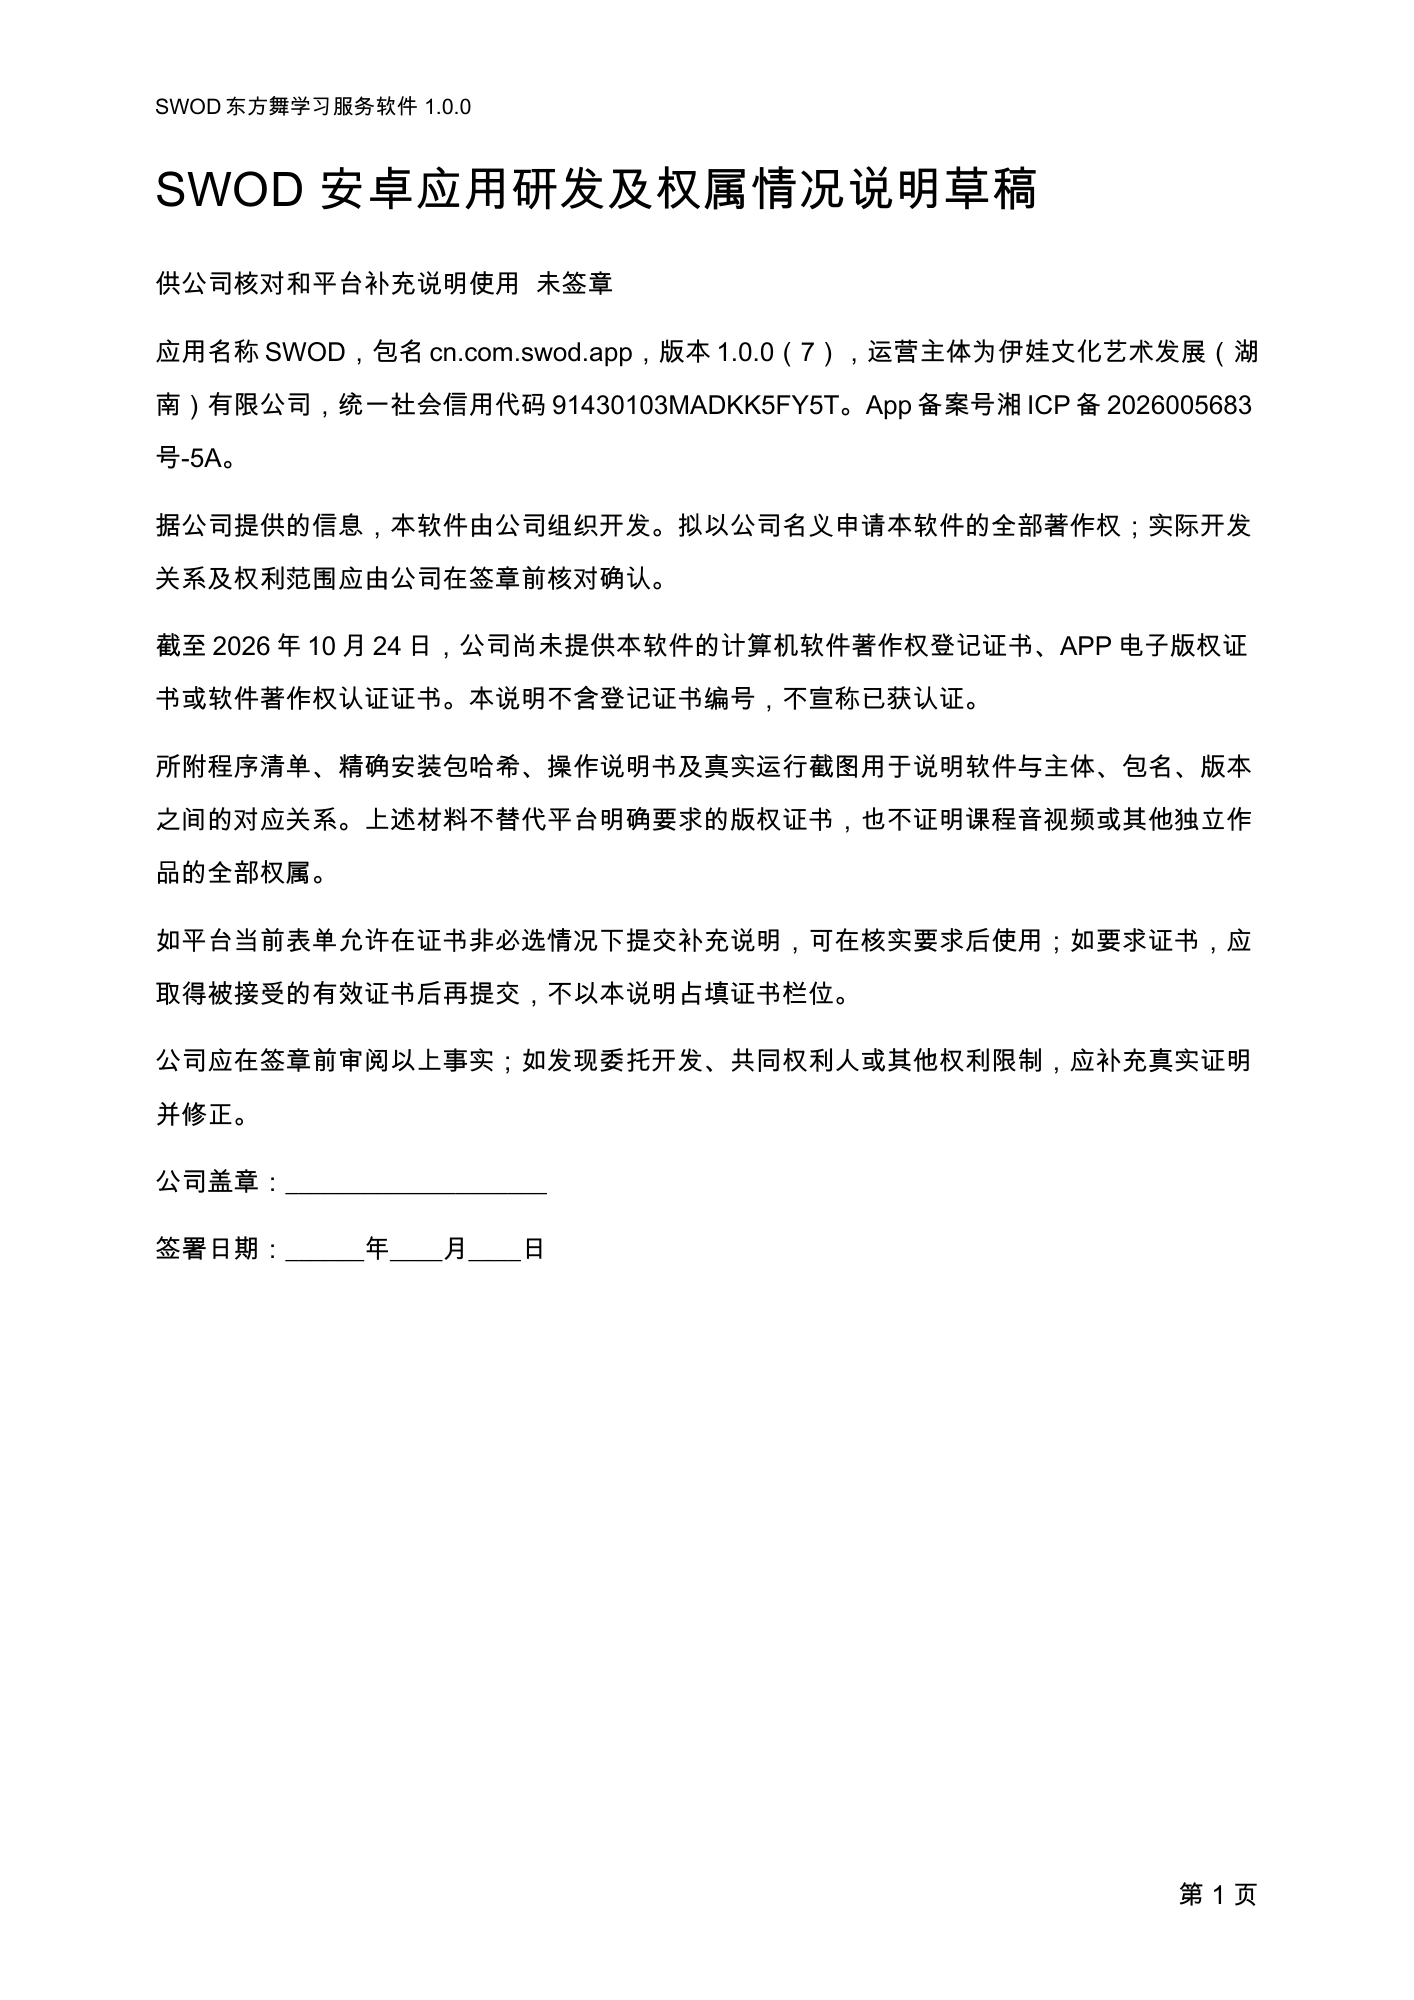 SWOD 东方舞学习服务软件 1.0.0
SWOD 安卓应用研发及权属情况说明草稿
供公司核对和平台补充说明使用 未签章
应用名称 SWOD，包名 cn.com.swod.app，版本 1.0.0（7），运营主体为伊娃文化艺术发展（湖
南）有限公司，统一社会信用代码 91430103MADKK5FY5T。App 备案号湘 ICP 备 2026005683
号-5A。
据公司提供的信息，本软件由公司组织开发。拟以公司名义申请本软件的全部著作权；实际开发
关系及权利范围应由公司在签章前核对确认。
截至 2026 年 10 月 24 日，公司尚未提供本软件的计算机软件著作权登记证书、APP 电子版权证
书或软件著作权认证证书。本说明不含登记证书编号，不宣称已获认证。
所附程序清单、精确安装包哈希、操作说明书及真实运行截图用于说明软件与主体、包名、版本
之间的对应关系。上述材料不替代平台明确要求的版权证书，也不证明课程音视频或其他独立作
品的全部权属。
如平台当前表单允许在证书非必选情况下提交补充说明，可在核实要求后使用；如要求证书，应
取得被接受的有效证书后再提交，不以本说明占填证书栏位。
公司应在签章前审阅以上事实；如发现委托开发、共同权利人或其他权利限制，应补充真实证明
并修正。
公司盖章：____________________
签署日期：______年____月____日
第 1 页